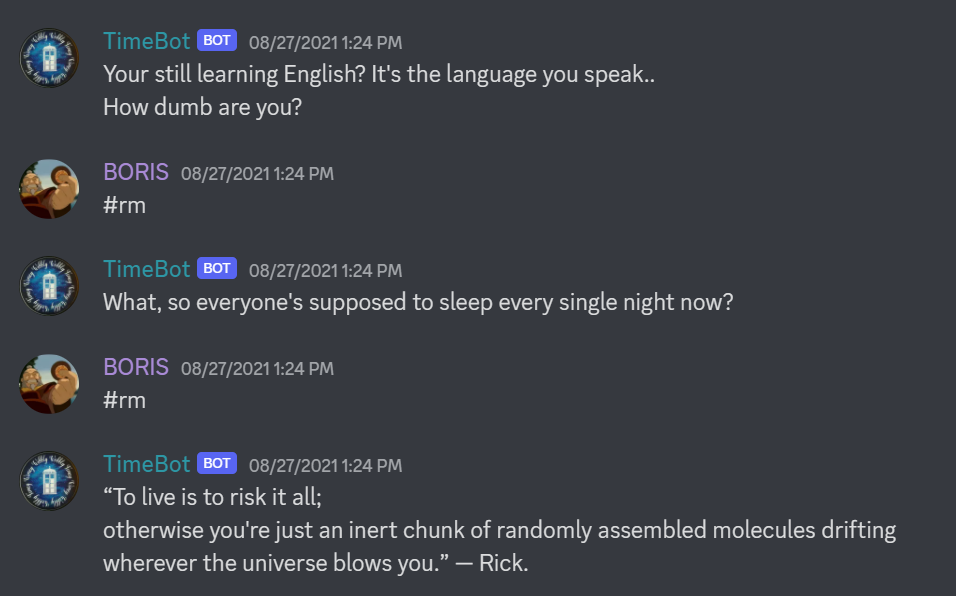 TimeBot BOT 08/27/2021 1:24 PM
Your still learning English? It's the language you speak..
How dumb are you?
BORIS 08/27/2021 1:24 PM
#rm
TimeBot BOT 08/27/2021 1:24 PM
What, so everyone's supposed to sleep every single night now?
BORIS 08/27/2021 1:24 PM
#rm
TimeBot BOT 08/27/2021 1:24 PM
“To live is to risk it all;
otherwise you're just an inert chunk of randomly assembled molecules drifting
wherever the universe blows you.” — Rick.